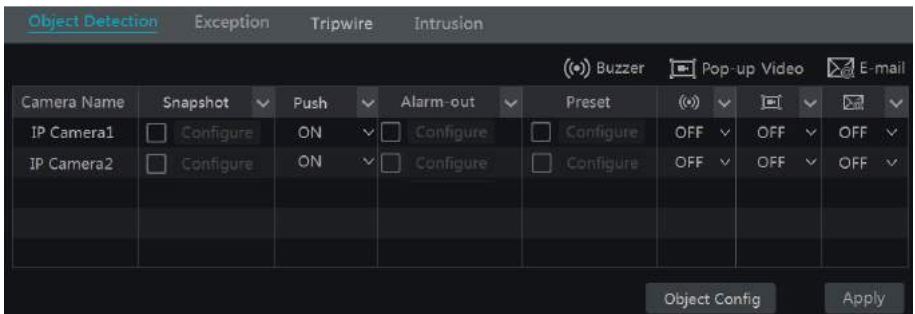 Object Detection Exception Tripwire Intrusion
Buzzer Pop-up Video E-mail
Camera Name Snapshot Push Alarm-out Preset
IP Camera1 Configure ON Configure Configure OFF OFF OFF
IP Camera2 Configure ON Configure Configure OFF OFF OFF
Object Config Apply